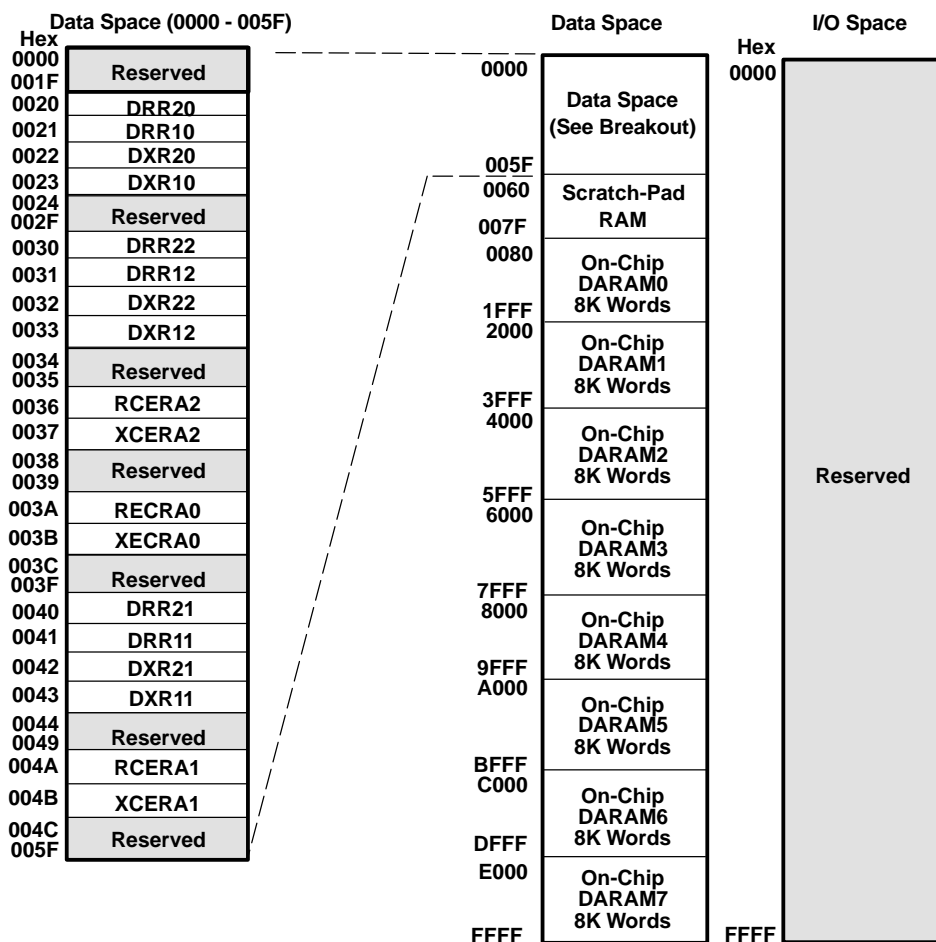 Data Space (0000 - 005F)
Hex
0000
001F
Reserved
0020
DRR20
0021
DRR10
0022
DXR20
0023
DXR10
0024
002F
Reserved
0030
DRR22
0031
DRR12
0032
DXR22
0033
DXR12
0034
0035
Reserved
0036
RCERA2
0037
XCERA2
0038
0039
Reserved
003A
RECRA0
003B
XECRA0
003C
003F
Reserved
0040
DRR21
0041
DRR11
0042
DXR21
0043
DXR11
0044
0049
Reserved
004A
RCERA1
004B
XCERA1
004C
005F
Reserved
Data Space
0000
Data Space
(See Breakout)
005F
0060
Scratch-Pad
RAM
007F
0080
On-Chip
DARAM0
8K Words
1FFF
2000
On-Chip
DARAM1
8K Words
3FFF
4000
On-Chip
DARAM2
8K Words
5FFF
6000
On-Chip
DARAM3
8K Words
7FFF
8000
On-Chip
DARAM4
8K Words
9FFF
A000
On-Chip
DARAM5
8K Words
BFFF
C000
On-Chip
DARAM6
8K Words
DFFF
E000
On-Chip
DARAM7
8K Words
FFFF
I/O Space
Hex
0000
Reserved
FFFF